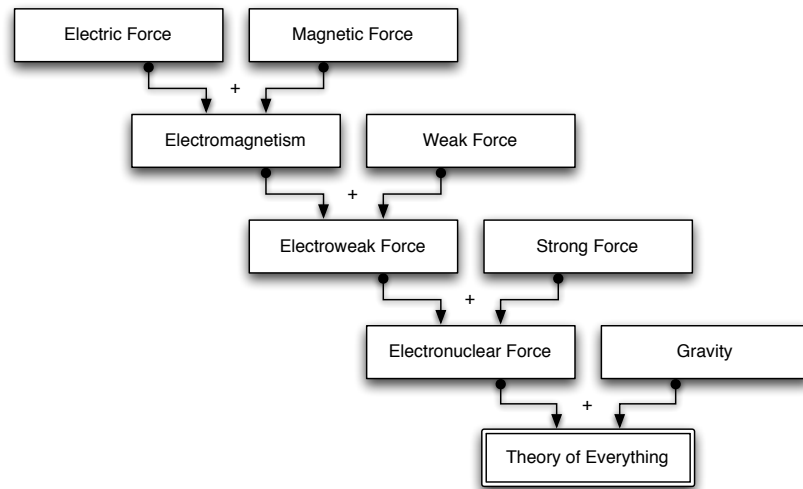 Electric Force
Magnetic Force
+
Electromagnetism
Weak Force
+
Electroweak Force
Strong Force
+
Electronuclear Force
Gravity
+
Theory of Everything